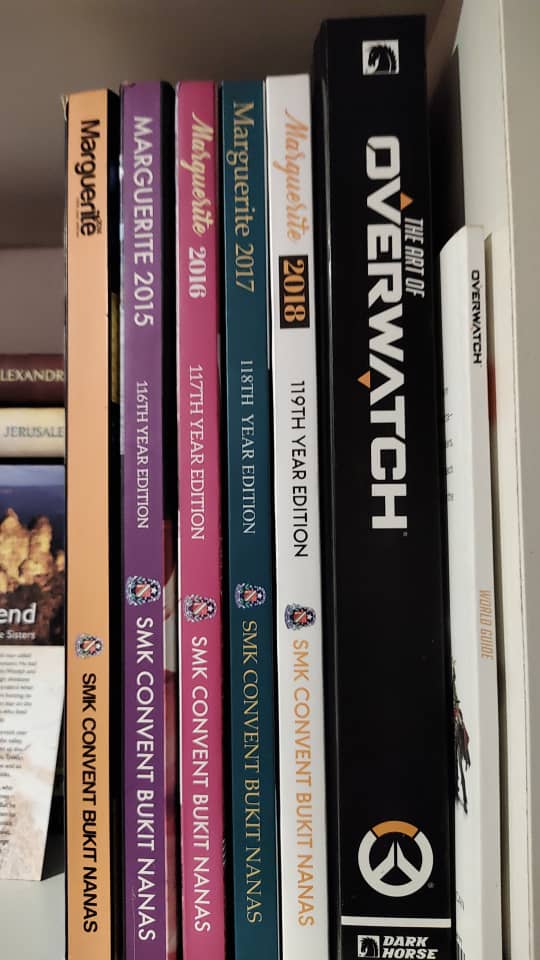 Marguerite
SMK CONVENT BUKIT NANAS
MARGUERITE 2015
116TH YEAR EDITION
SMK CONVENT BUKIT NANAS
Marguerite 2016
117TH YEAR EDITION
SMK CONVENT BUKIT NANAS
Marguerite 2017
118TH YEAR EDITION
SMK CONVENT BUKIT NANAS
Marguerite 2018
119TH YEAR EDITION
SMK CONVENT BUKIT NANAS
THE ART OF
OVERWATCH
DARK
HORSE
OVERWATCH
WORLD GUIDE
LEXANDR
JERUSALE
end
e Sisters